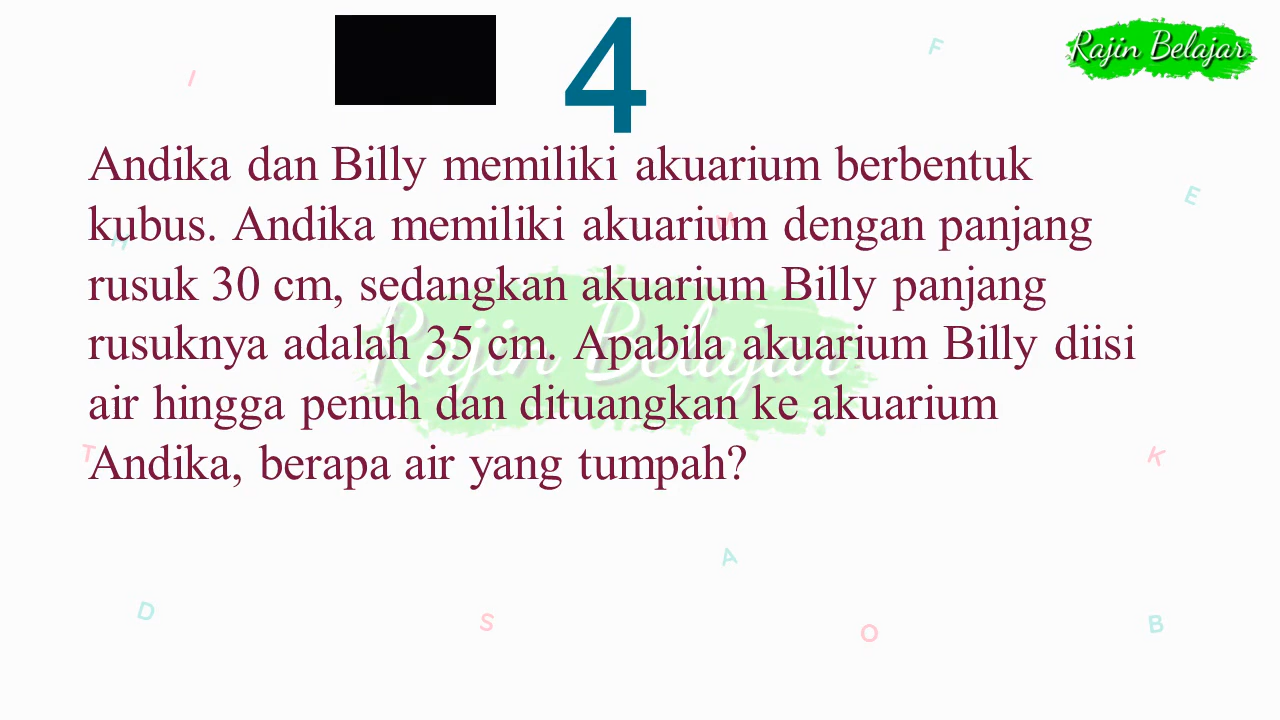 4
Rajin Belajar
Andika dan Billy memiliki akuarium berbentuk
kubus. Andika memiliki akuarium dengan panjang
rusuk 30 cm, sedangkan akuarium Billy panjang
rusuknya adalah 35 cm. Apabila akuarium Billy diisi
air hingga penuh dan dituangkan ke akuarium
Andika, berapa air yang tumpah?
Rajin Belajar
I
F
E
H
M
T
K
A
D
S
O
B